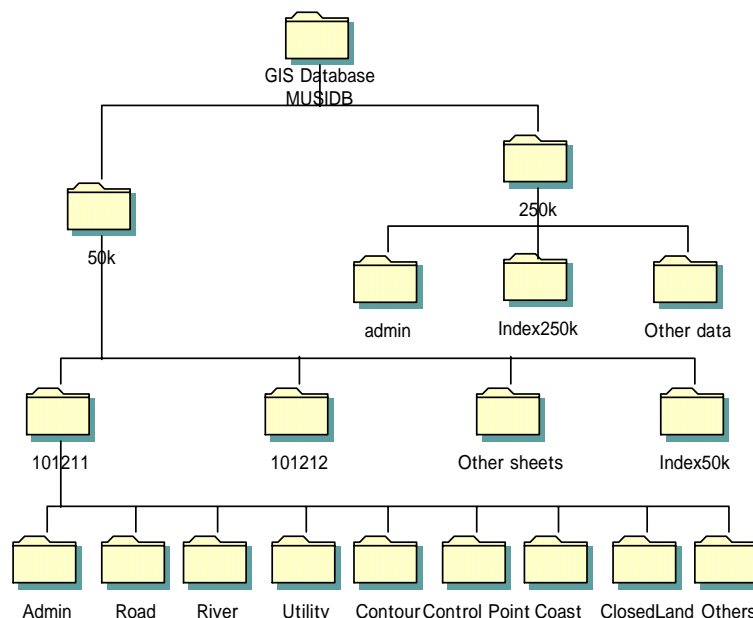 GIS Database
MUSIDB
250k
50k
admin
Index250k
Other data
101211
101212
Other sheets
Index50k
Admin
Road
River
Utility
Contour
Control Point
Coast
ClosedLand
Others